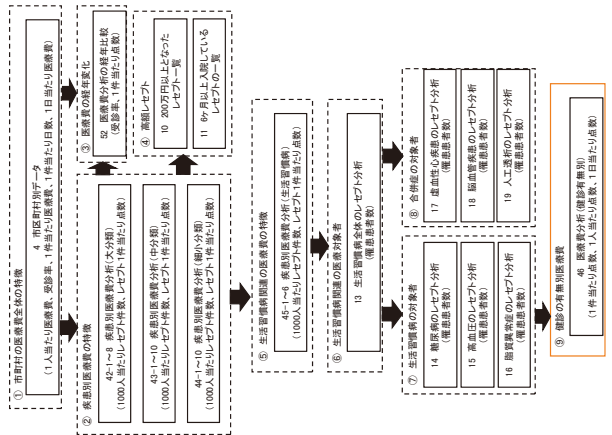 ① 市町村の医療費全体の特徴
4 市区町村別データ
(1人当たり医療費、受診率、1件当たり医療費、1件当たり日数、1日当たり医療費)
② 疾患別医療費の特徴
42-1~8 疾患別医療費分析(大分類)
(1000人当たりレセプト件数、レセプト1件当たり点数)
43-1~10 疾患別医療費分析(中分類)
(1000人当たりレセプト件数、レセプト1件当たり点数)
44-1~10 疾患別医療費分析(細小分類)
(1000人当たりレセプト件数、レセプト1件当たり点数)
③ 医療費の経年変化
52 医療費分析の経年比較
(受診率、1件当たり点数)
④ 高額レセプト
10 200万円以上となった
レセプト一覧
11 6ヶ月以上入院している
レセプトの一覧
⑤ 生活習慣病関連の医療費の特徴
45-1~6 疾患別医療費分析(生活習慣病)
(1000人当たりレセプト件数、レセプト1件当たり点数)
⑥ 生活習慣病関連の医療対象者
13 生活習慣病全体のレセプト分析
(罹患患者数)
⑦ 生活習慣病の対象者
14 糖尿病のレセプト分析
(罹患患者数)
15 高血圧のレセプト分析
(罹患患者数)
16 脂質異常症のレセプト分析
(罹患患者数)
⑧ 合併症の対象者
17 虚血性心疾患のレセプト分析
(罹患患者数)
18 脳血管疾患のレセプト分析
(罹患患者数)
19 人工透析のレセプト分析
(罹患患者数)
⑨ 健診の有無別医療費
46 医療費分析(健診有無別)
(1件当たり点数、1人当たり点数、1日当たり点数)